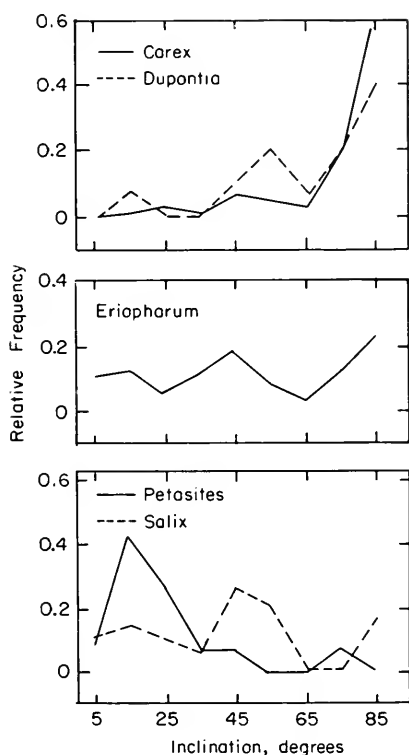 0.6
Carex
Dupontia
0.4
0.2
0
0.4
Eriopharum
0.2
0
Relative Frequency
0.6
Petasites
Salix
0.4
0.2
0
5 25 45 65 85
Inclination, degrees